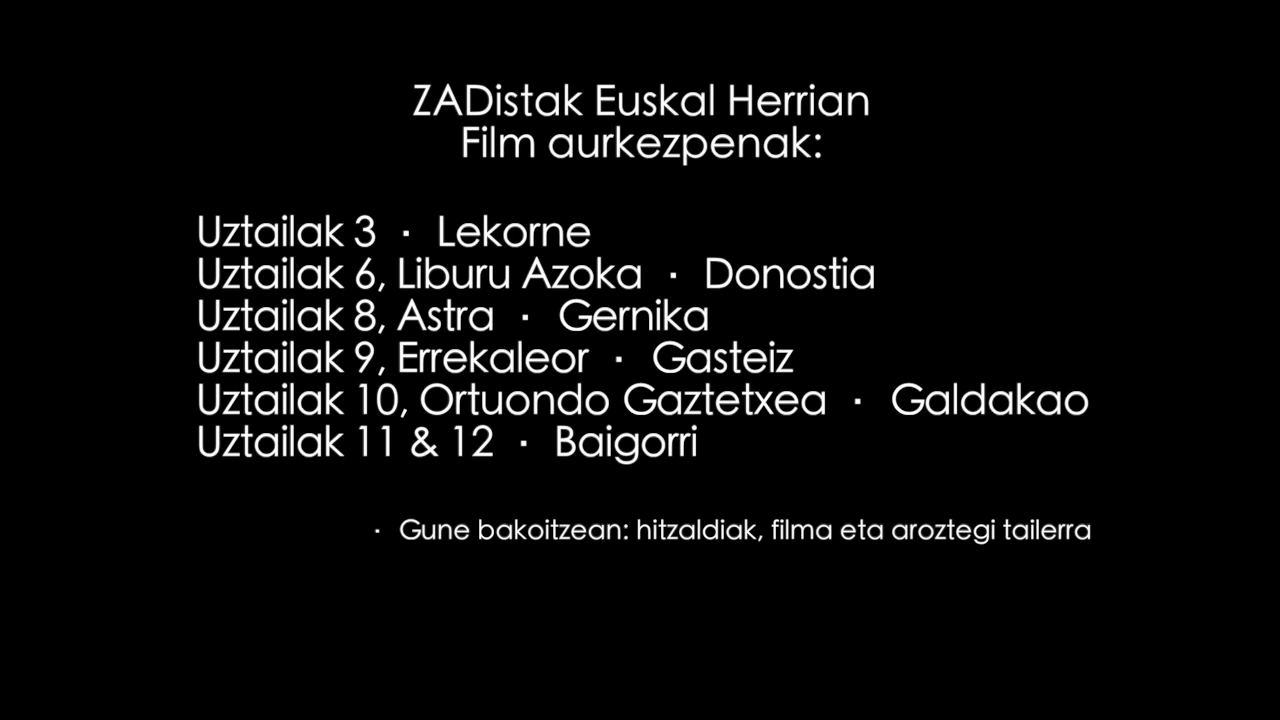 ZADistak Euskal Herrian
Film aurkezpenak:
Uztailak 3 · Lekorne
Uztailak 6, Liburu Azoka · Donostia
Uztailak 8, Astra · Gernika
Uztailak 9, Errekaleor · Gasteiz
Uztailak 10, Ortuondo Gaztetxea · Galdakao
Uztailak 11 & 12 · Baigorri
· Gune bakoitzean: hitzaldiak, filma eta aroztegi tailerra